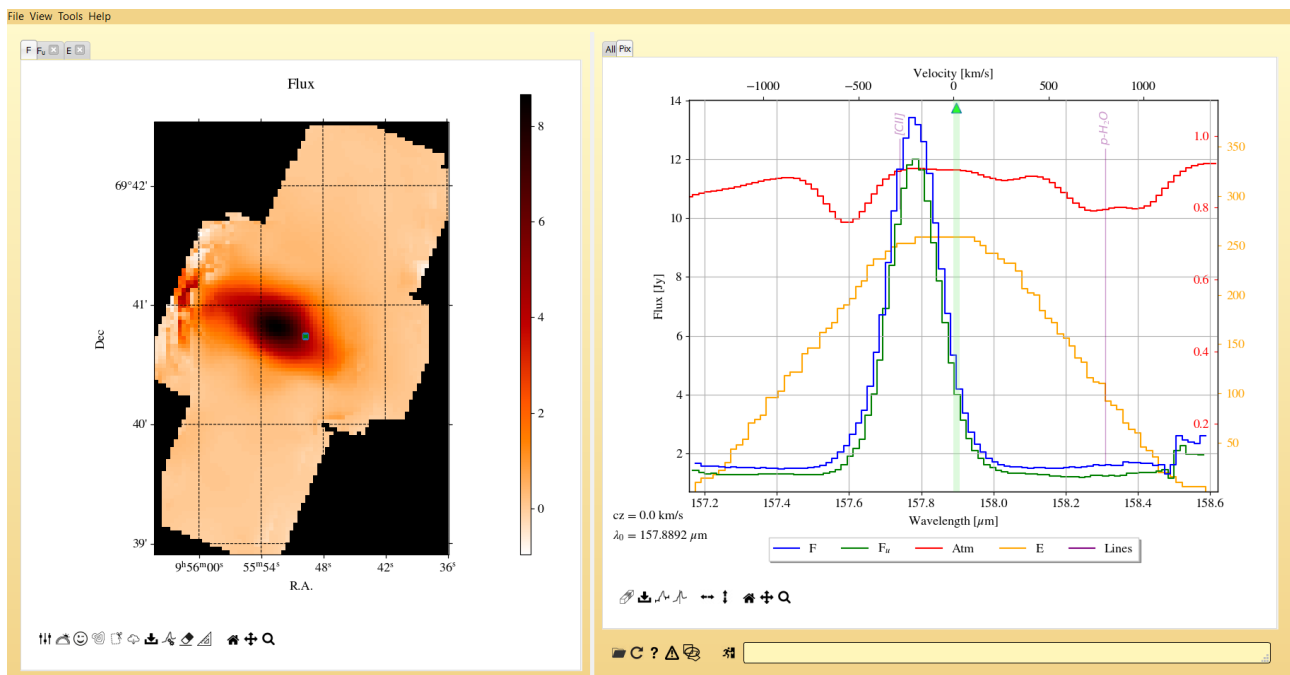 File View Tools Help
F Fᵤ E
Flux
69°42'
41'
40'
39'
Dec
9ʰ56ᵐ00ˢ 55ᵐ54ˢ 48ˢ 42ˢ 36ˢ
R.A.
8
6
4
2
0
All Pix
Velocity [km/s]
−1000 −500 0 500 1000
14
12
10
8
6
4
2
Flux [Jy]
[CII]
p-H₂O
1.0
0.8
0.6
0.4
0.2
350
300
250
200
150
100
50
157.2 157.4 157.6 157.8 158.0 158.2 158.4 158.6
Wavelength [μm]
cz = 0.0 km/s
λ₀ = 157.8892 μm
F Fᵤ Atm E Lines